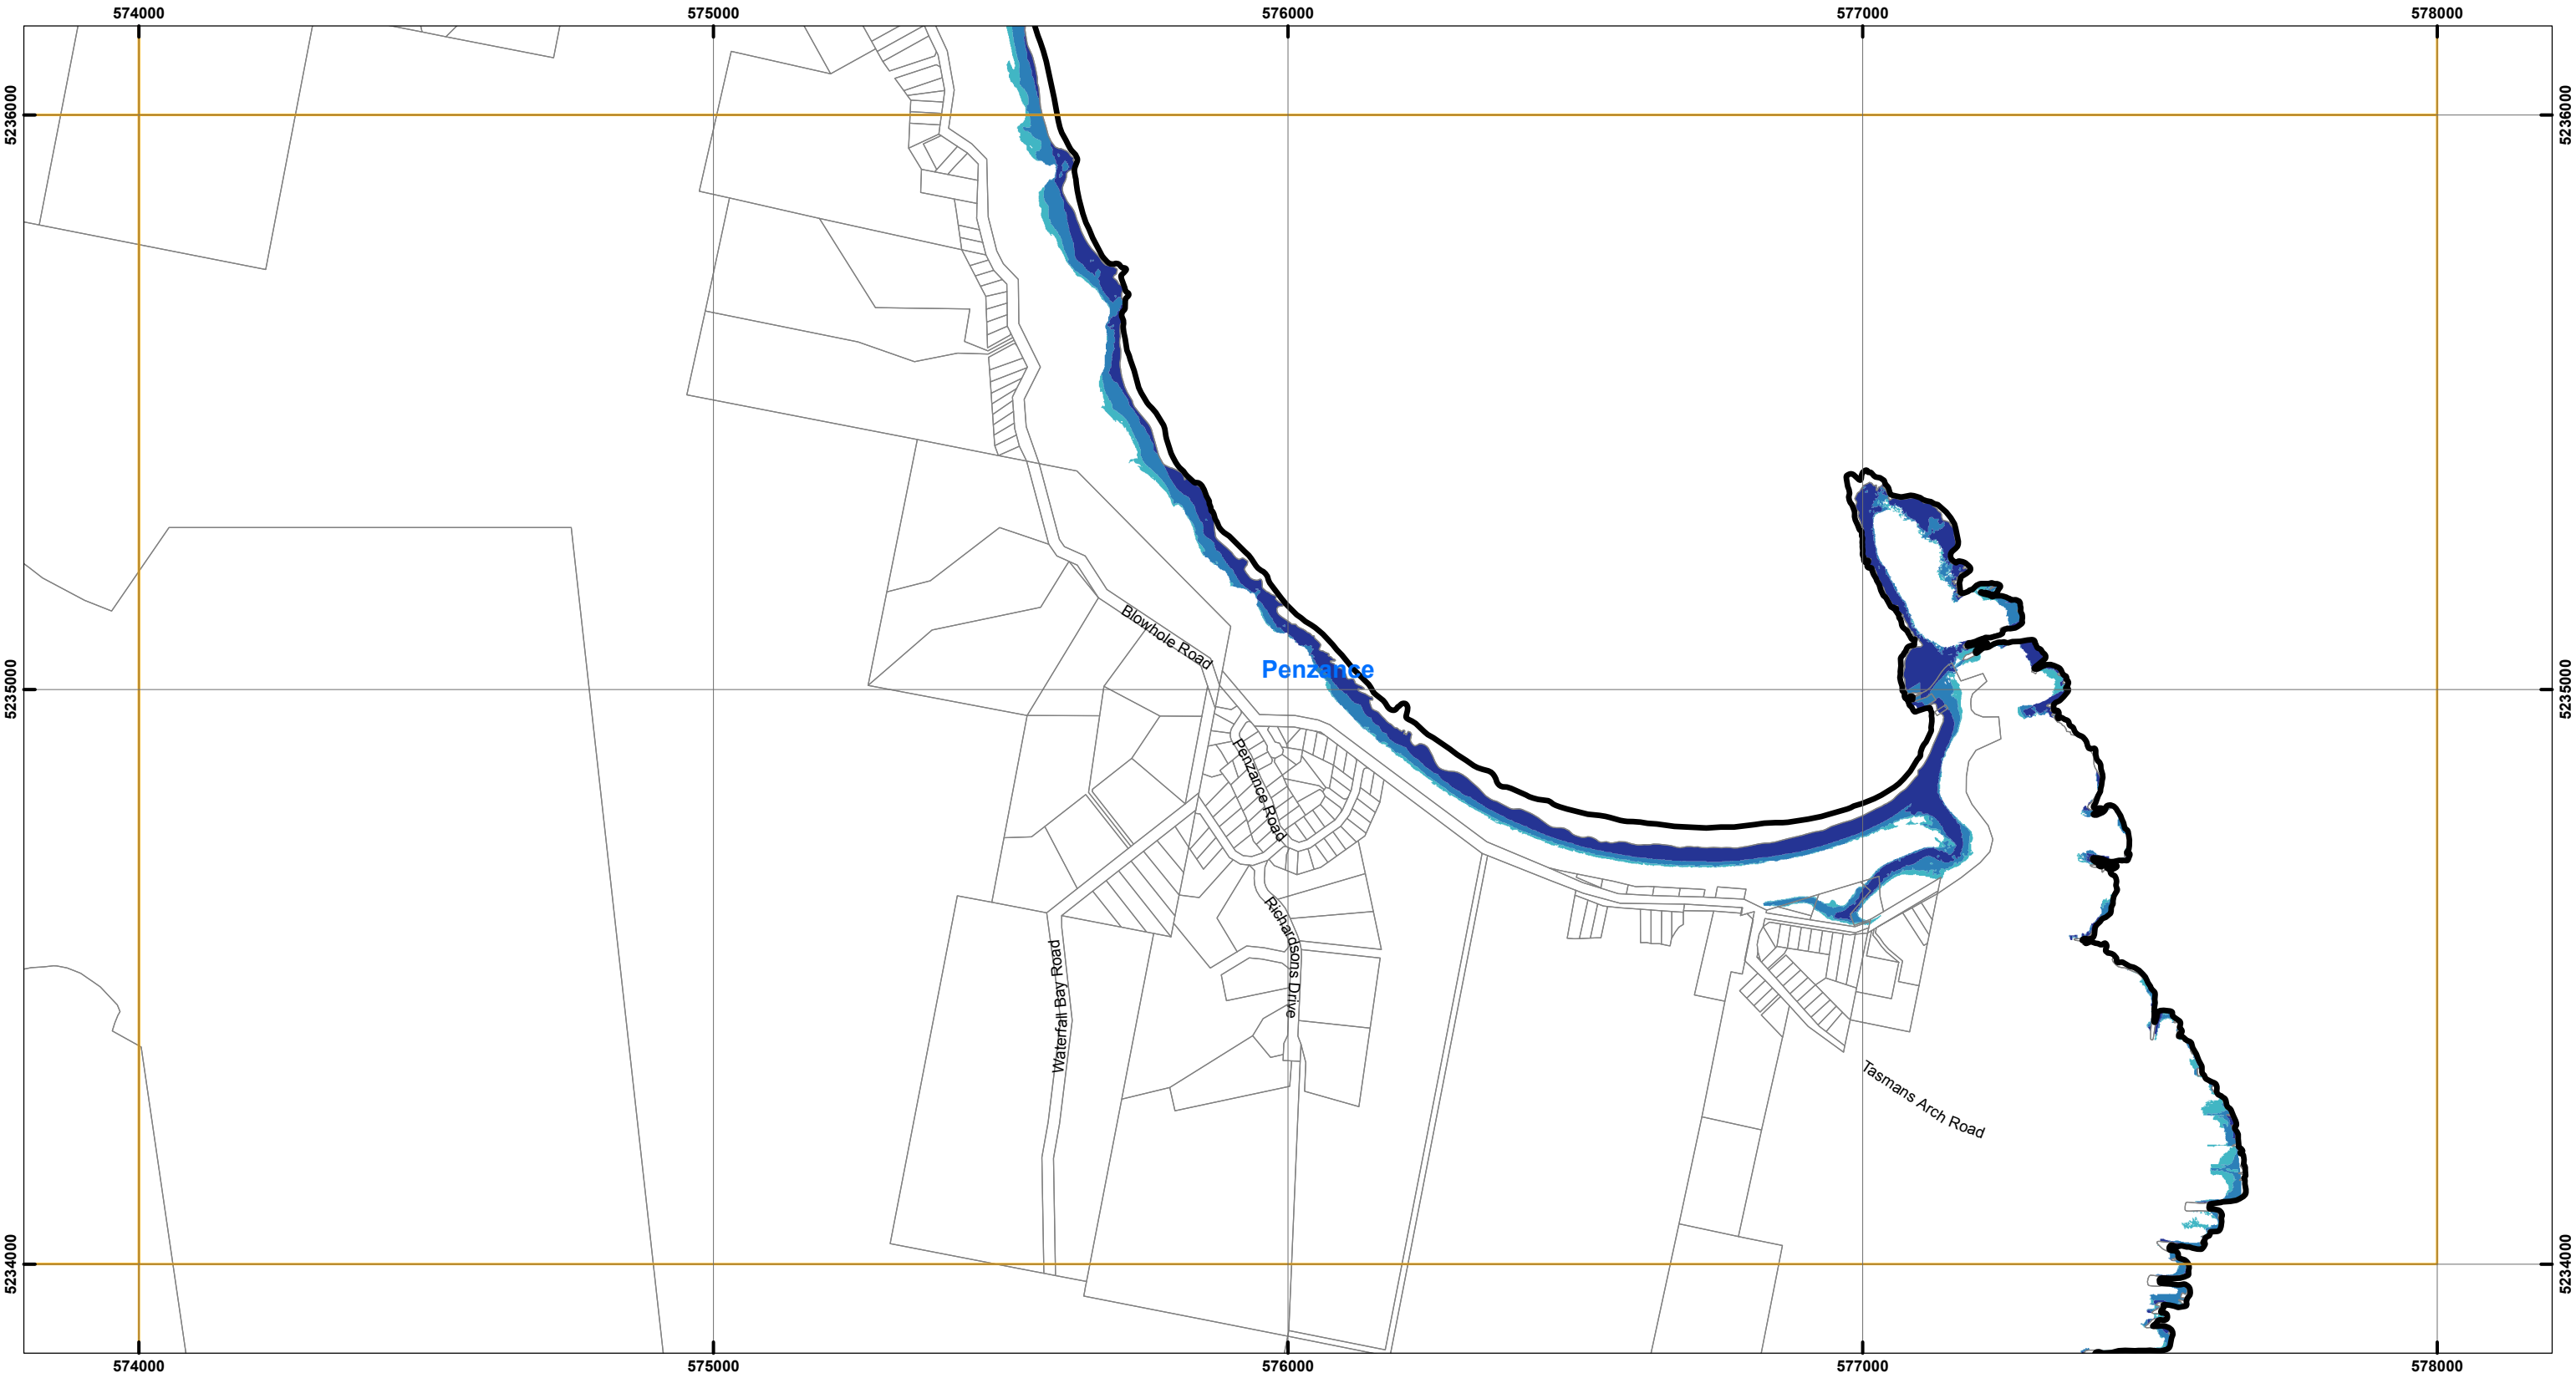 574000
575000
576000
577000
578000
5236000
5236000
Blowhole Road
Penzance
5235000
5235000
Penzance Road
Richardsons Drive
Waterfall Bay Road
Tasmans Arch Road
5234000
5234000
574000
575000
576000
577000
578000